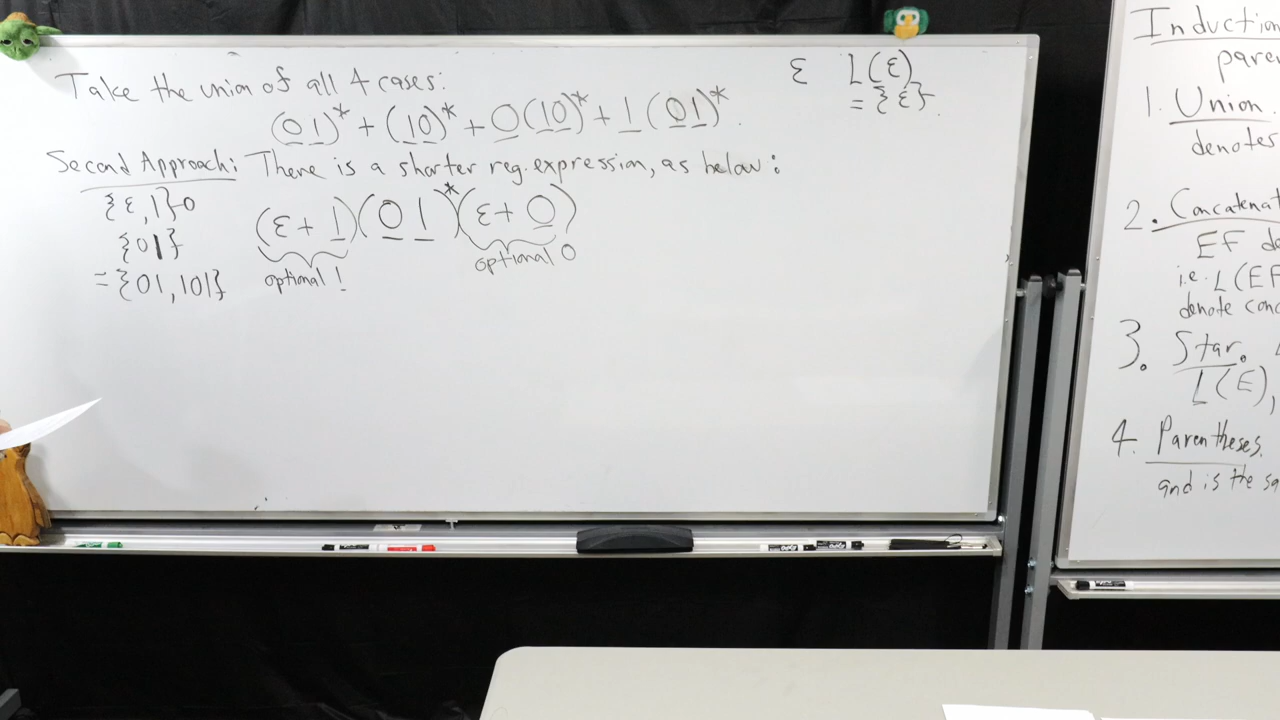 Take the union of all 4 cases:
(01)* + (10)* + 0(10)* + 1(01)*.
Second Approach: There is a shorter reg. expression, as below:
{ε,1}0
{01}
={01,101}
(ε+1)(01)*(ε+0)
optional 1
optional 0
ε L(ε)
={ε}.
Induction
paren
1. Union.
denotes
2. Concatenat
EF de
i.e. L(EF
denote conc
3. Star.
L(E),
4. Parentheses.
and is the sa